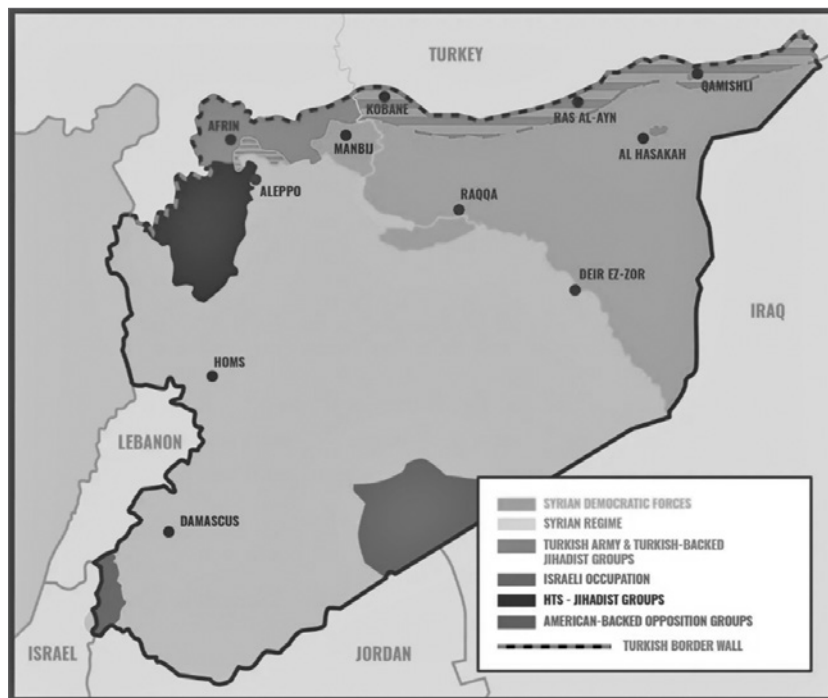 TURKEY
KOBANE
QAMISHLI
RAS AL-AYN
AFRIN
MANBIJ
AL HASAKAH
ALEPPO
RAQQA
DEIR EZ-ZOR
IRAQ
HOMS
LEBANON
DAMASCUS
ISRAEL
JORDAN
SYRIAN DEMOCRATIC FORCES
SYRIAN REGIME
TURKISH ARMY & TURKISH-BACKED
JIHADIST GROUPS
ISRAELI OCCUPATION
HTS - JIHADIST GROUPS
AMERICAN-BACKED OPPOSITION GROUPS
TURKISH BORDER WALL